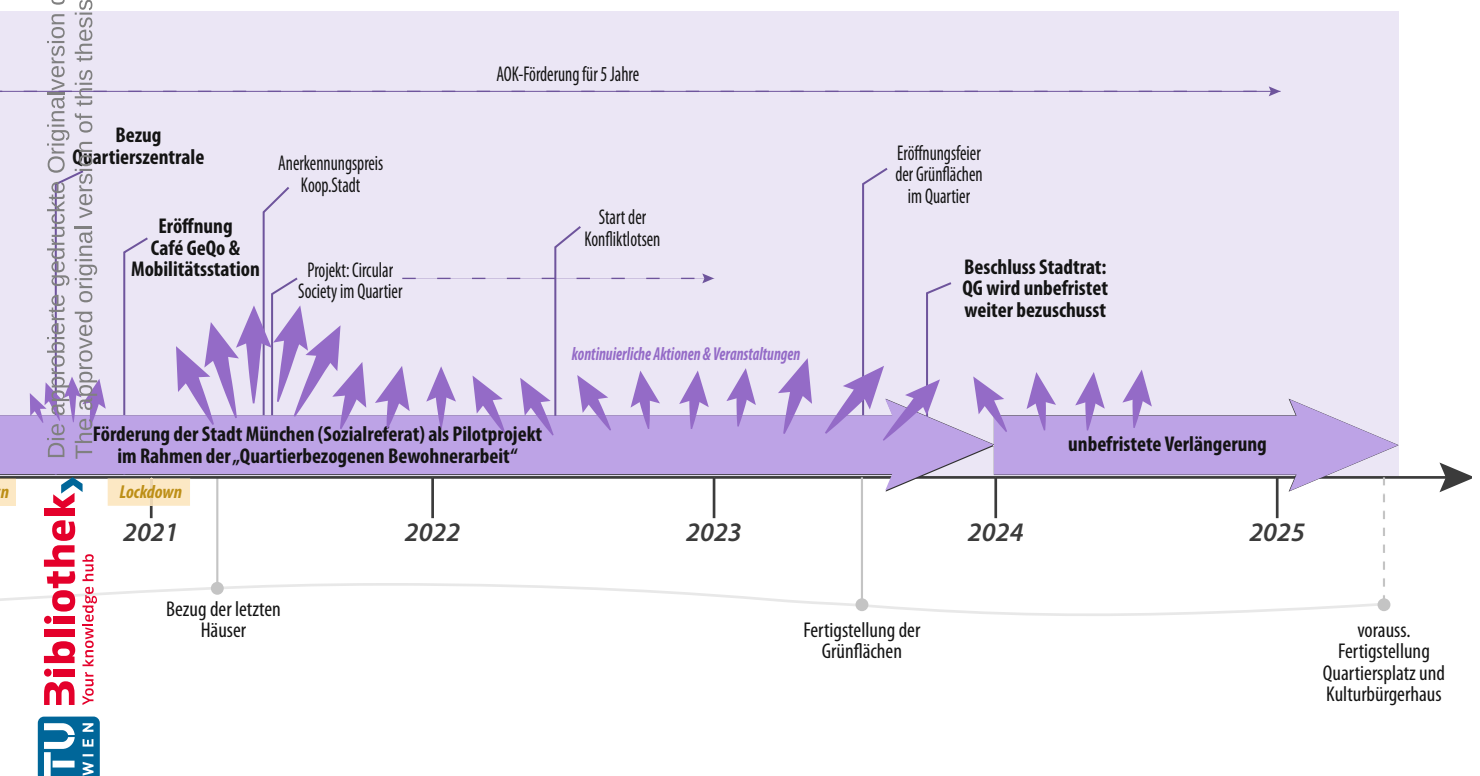 AOK-Förderung für 5 Jahre
Bezug
Quartierszentrale
Anerkennungspreis
Koop.Stadt
Eröffnungsfeier
der Grünflächen
im Quartier
Eröffnung
Café GeQo &
Mobilitätsstation
Start der
Konfliktlotsen
Projekt: Circular
Society im Quartier
Beschluss Stadtrat:
QG wird unbefristet
weiter bezuschusst
kontinuierliche Aktionen & Veranstaltungen
Förderung der Stadt München (Sozialreferat) als Pilotprojekt
im Rahmen der „Quartierbezogenen Bewohnerarbeit“
unbefristete Verlängerung
n
Lockdown
2021
2022
2023
2024
2025
Bezug der letzten
Häuser
Fertigstellung der
Grünflächen
vorauss.
Fertigstellung
Quartiersplatz und
Kulturbürgerhaus
Die approbierte gedruckte Originalversion
The approved original version of this thesis
Bibliothek
Your knowledge hub
TU
WIEN